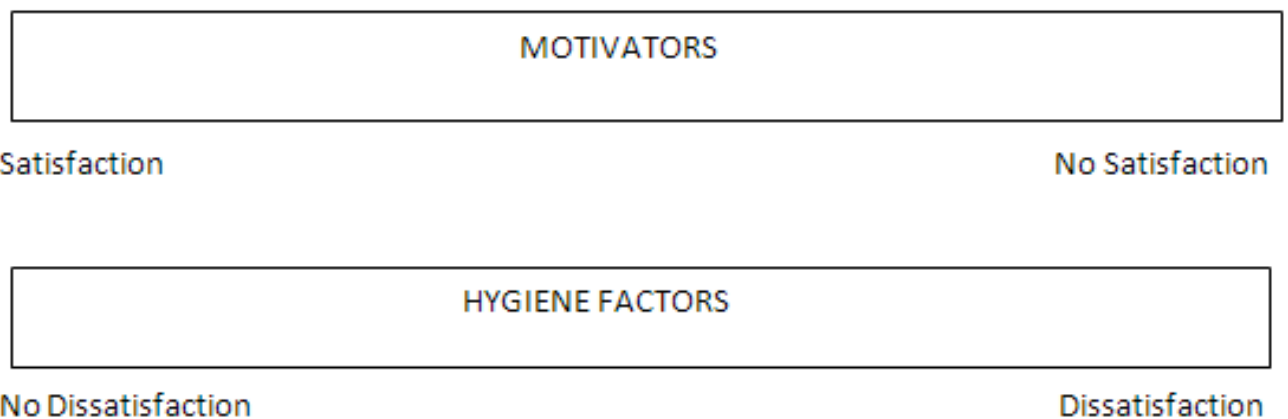 MOTIVATORS
Satisfaction No Satisfaction
HYGIENE FACTORS
No Dissatisfaction Dissatisfaction